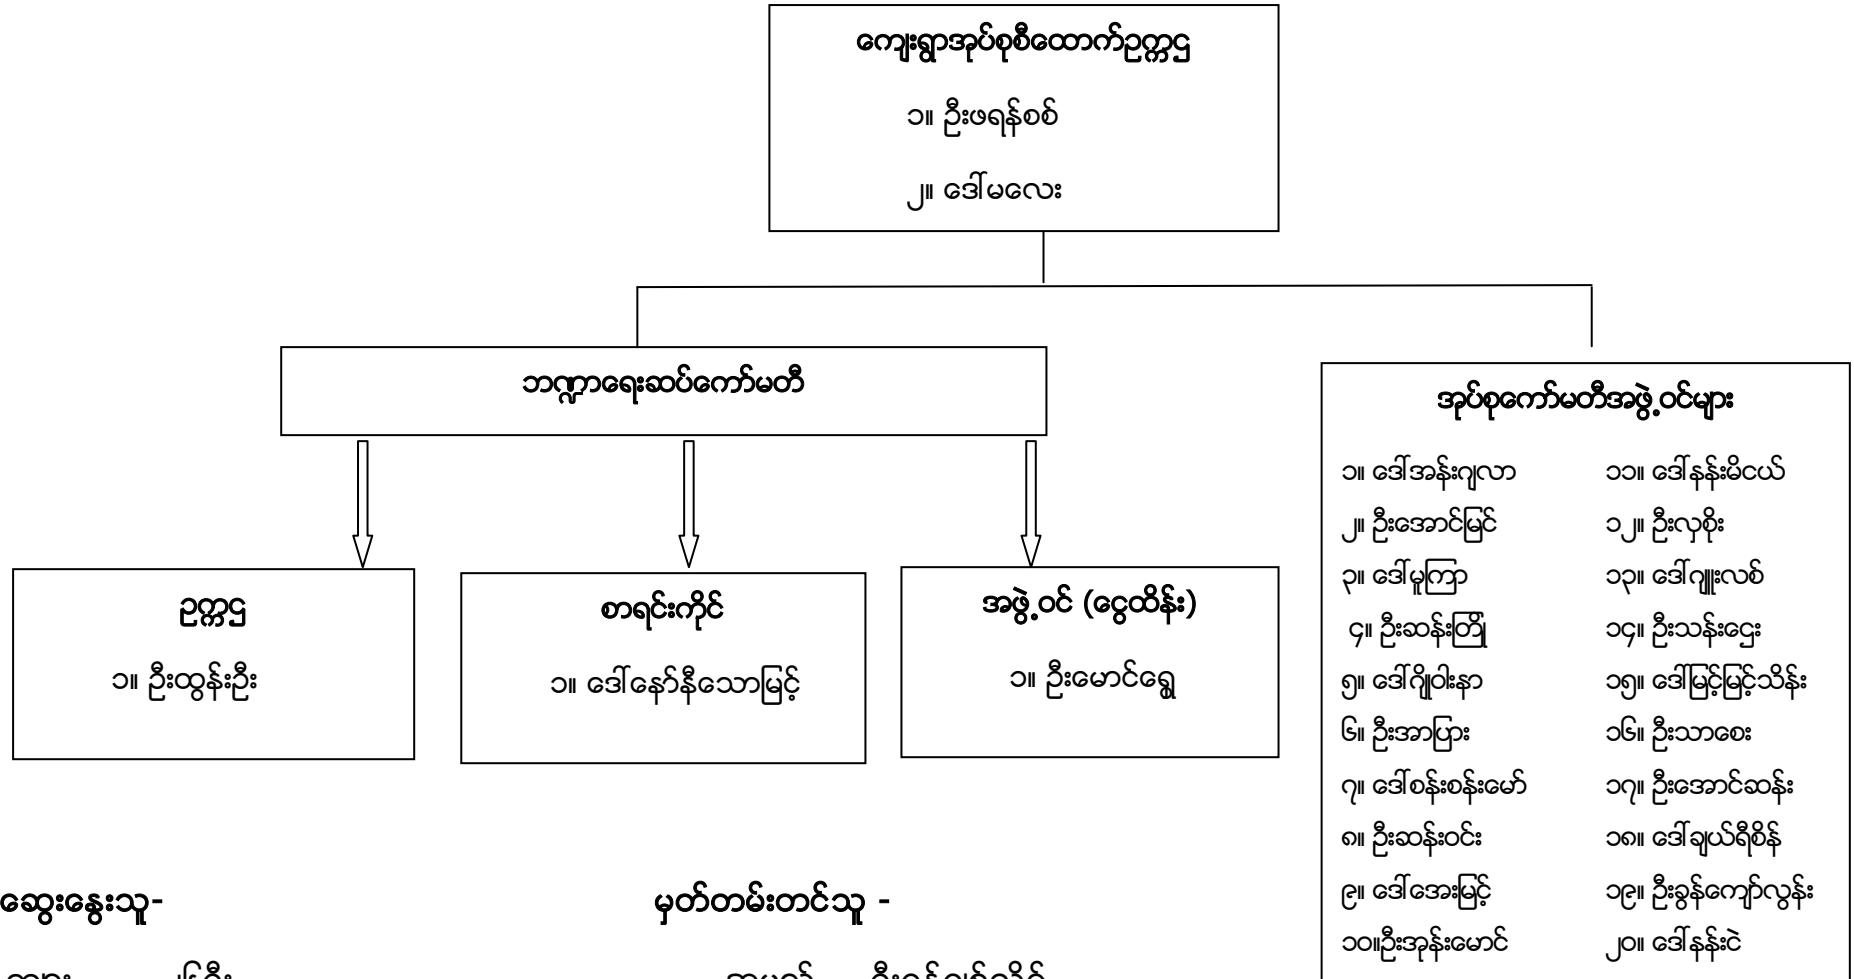 ကျေးရွာအုပ်စုစီထောက်ဥက္ကဌ
၁။ ဦးဖရန်စစ်
၂။ ဒေါ်မလေး
ဘဏ္ဍာရေးဆပ်ကော်မတီ
ဥက္ကဌ
၁။ ဦးထွန်းဦး
စာရင်းကိုင်
၁။ ဒေါ်နော်နီသောမြင့်
အဖွဲ့ဝင် (ငွေထိန်း)
၁။ ဦးမောင်ရွှေ
အုပ်စုကော်မတီအဖွဲ့ဝင်များ
၁။ ဒေါ်အန်းဂျလာ
၂။ ဦးအောင်မြင်
၃။ ဒေါ်မူကြာ
၄။ ဦးဆန်းတြို
၅။ ဒေါ်ဂျိုဝါးနာ
၆။ ဦးအာပြား
၇။ ဒေါ်စန်းစန်းမော်
၈။ ဦးဆန်းဝင်း
၉။ ဒေါ်အေးမြင့်
၁၀။ဦးအုန်းမောင်
၁၁။ ဒေါ်နန်းမိငယ်
၁၂။ ဦးလှစိုး
၁၃။ ဒေါ်ဂျူးလစ်
၁၄။ ဦးသန်းဌေး
၁၅။ ဒေါ်မြင့်မြင့်သိန်း
၁၆။ ဦးသာစေး
၁၇။ ဦးအောင်ဆန်း
၁၈။ ဒေါ်ချယ်ရီစိန်
၁၉။ ဦးခွန်ကျော်လွန်း
၂၀။ ဒေါ်နန်းငဲ
ဆွေးနွေးသူ-
မှတ်တမ်းတင်သူ -